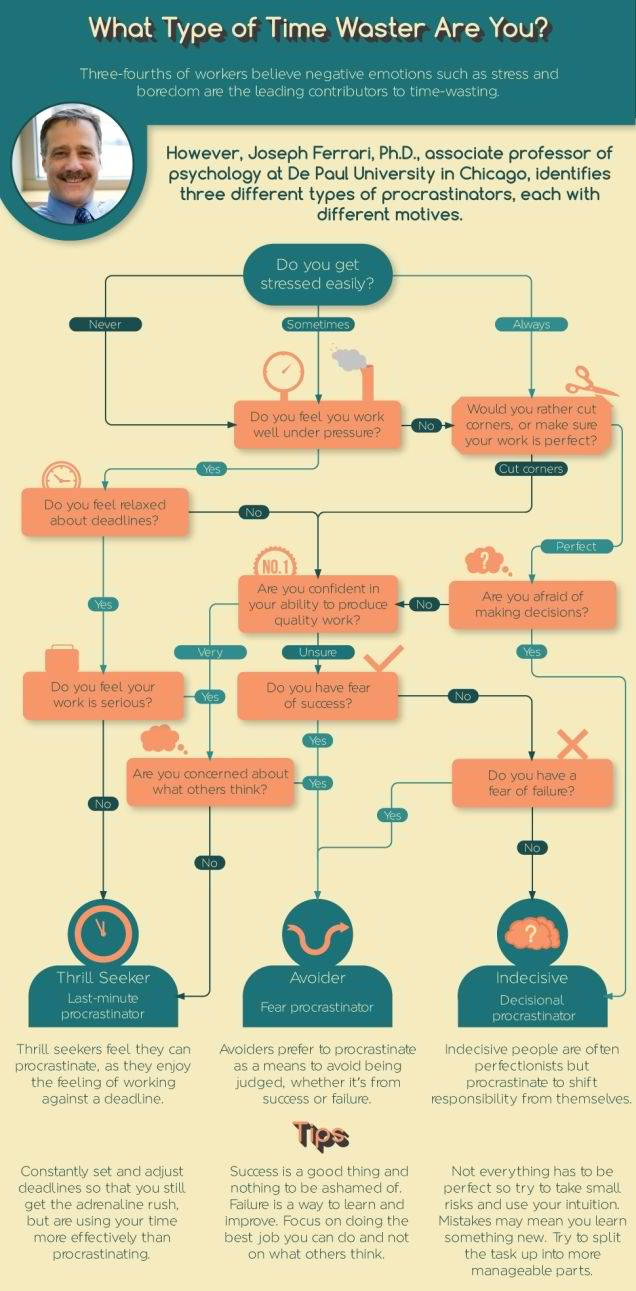 What Type of Time Waster Are You?
Three-fourths of workers believe negative emotions such as stress and
boredom are the leading contributors to time-wasting.
However, Joseph Ferrari, Ph.D., associate professor of
psychology at De Paul University in Chicago, identifies
three different types of procrastinators, each with
different motives.
Do you get
stressed easily?
Never
Sometimes
Always
Do you feel you work
well under pressure?
No
Would you rather cut
corners, or make sure
your work is perfect?
Yes
Cut corners
Do you feel relaxed
about deadlines?
No
Perfect
?
NO.1
Are you confident in
your ability to produce
quality work?
No
Are you afraid of
making decisions?
Yes
Very
Unsure
Yes
Do you feel your
work is serious?
Yes
Do you have fear
of success?
No
Yes
Are you concerned about
what others think?
Yes
Do you have a
fear of failure?
No
Yes
No
No
?
Thrill Seeker
Last-minute
procrastinator
Avoider
Fear procrastinator
Indecisive
Decisional
procrastinator
Thrill seekers feel they can
procrastinate, as they enjoy
the feeling of working
against a deadline.
Avoiders prefer to procrastinate
as a means to avoid being
judged, whether it's from
success or failure.
Indecisive people are often
perfectionists but
procrastinate to shift
responsibility from themselves.
Tips
Constantly set and adjust
deadlines so that you still
get the adrenaline rush,
but are using your time
more effectively than
procrastinating.
Success is a good thing and
nothing to be ashamed of.
Failure is a way to learn and
improve. Focus on doing the
best job you can do and not
on what others think.
Not everything has to be
perfect so try to take small
risks and use your intuition.
Mistakes may mean you learn
something new. Try to split
the task up into more
manageable parts.